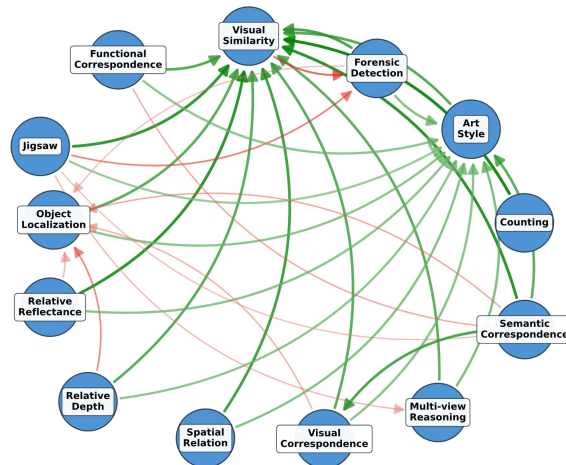 Visual
Similarity
Functional
Correspondence
Forensic
Detection
Art
Style
Jigsaw
Object
Localization
Counting
Relative
Reflectance
Semantic
Correspondence
Relative
Depth
Multi-view
Reasoning
Spatial
Relation
Visual
Correspondence